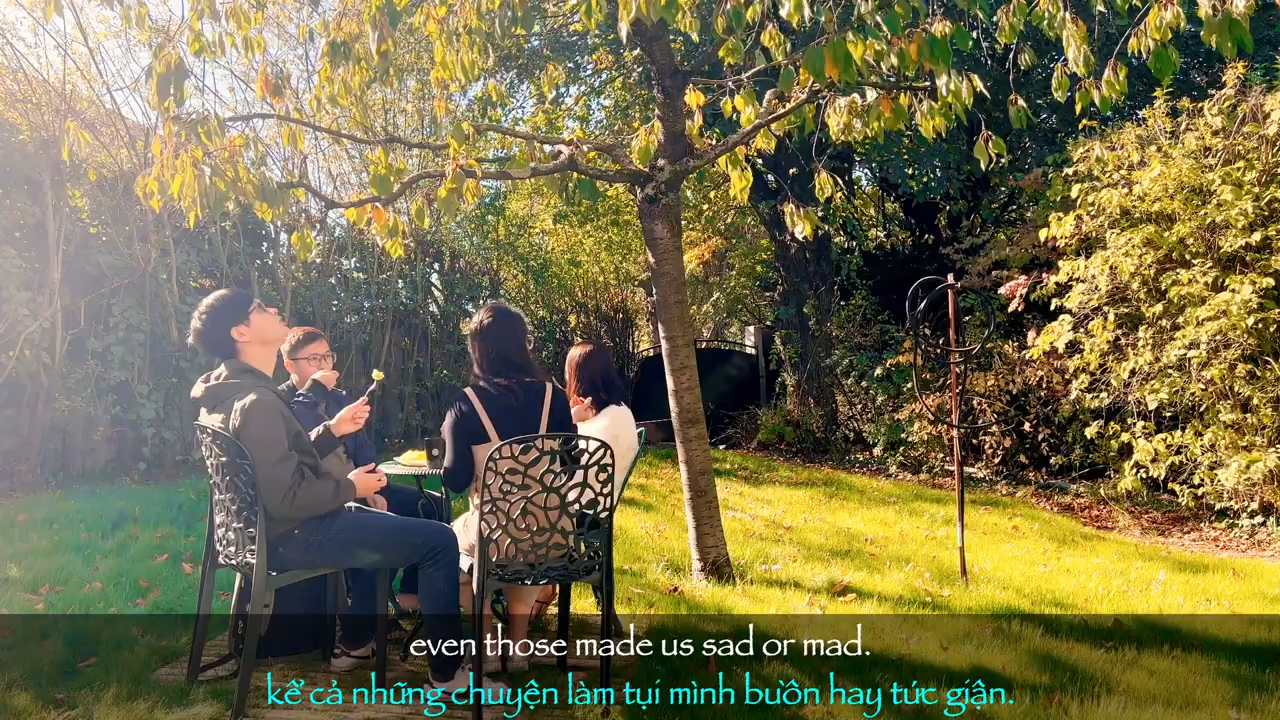 even those made us sad or mad.
kể cả những chuyện làm tụi mình buồn hay tức giận.